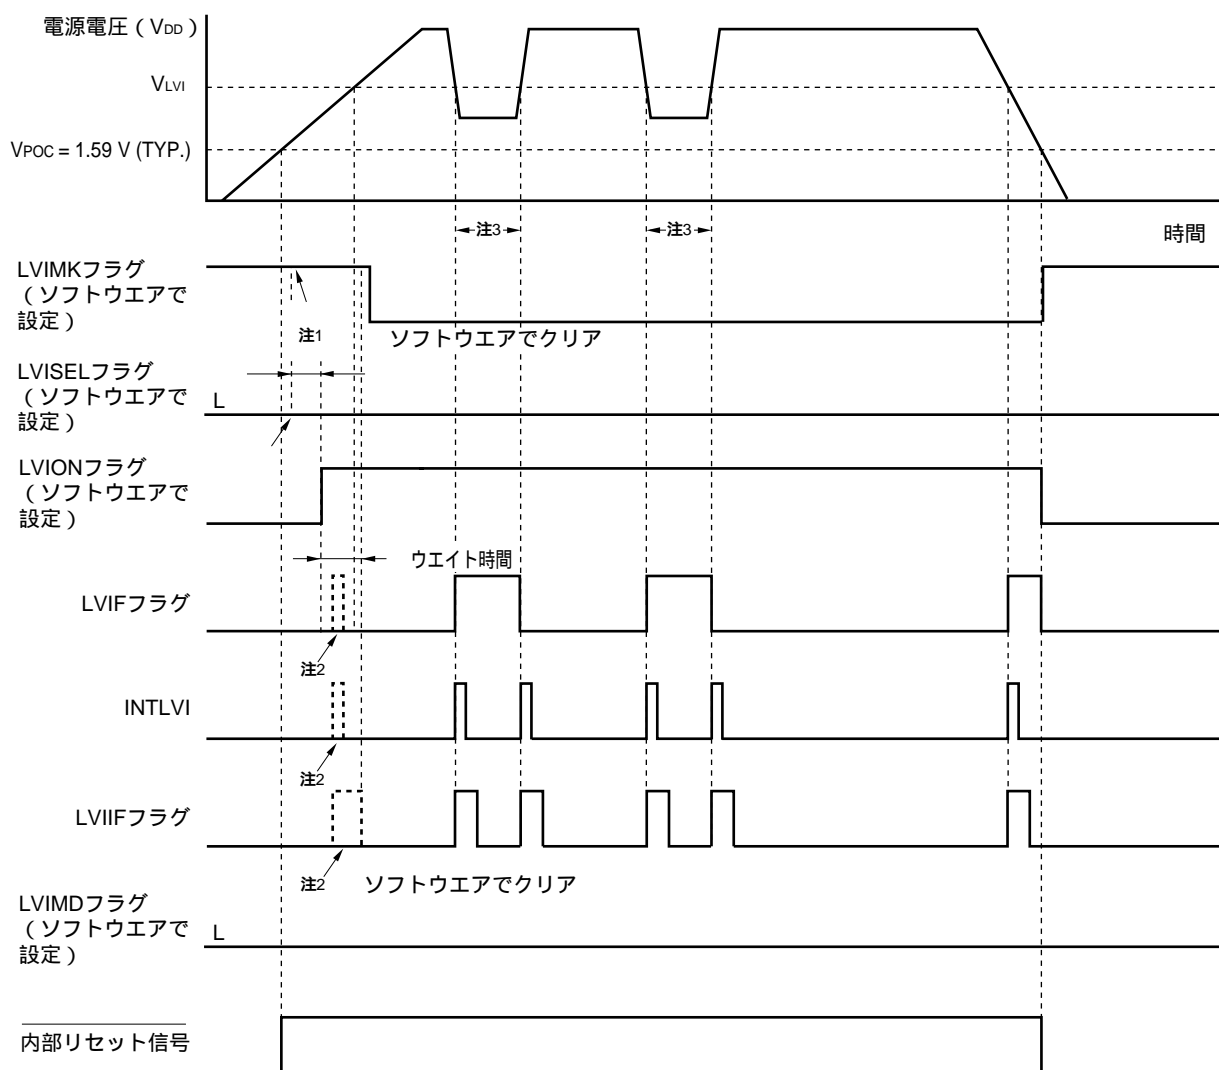 電源電圧（VDD）
VLVI
VPOC = 1.59 V (TYP.)
注3
注3
時間
LVIMKフラグ
（ソフトウエアで
設定）
注1
ソフトウエアでクリア
LVISELフラグ
（ソフトウエアで
設定）
L
LVIONフラグ
（ソフトウエアで
設定）
ウエイト時間
LVIFフラグ
注2
INTLVI
注2
LVIIFフラグ
注2
ソフトウエアでクリア
LVIMDフラグ
（ソフトウエアで
設定）
L
内部リセット信号